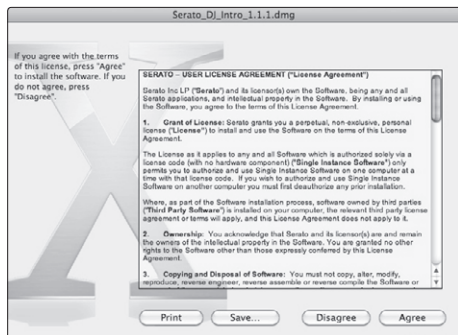 Serato_DJ_Intro_1.1.1.dmg
If you agree with the terms
of this license, press "Agree"
to install the software. If you
do not agree, press
"Disagree".
SERATO – USER LICENSE AGREEMENT ("License Agreement")
Serato Inc LP ("Serato") and its licensor(s) own the Software, being any and all
Serato applications, and intellectual property in the Software. By installing or using
the Software, you agree to the terms of this License Agreement.
1. Grant of License: Serato grants you a perpetual, non-exclusive, personal
license ("License") to install and use the Software on the terms of this License
Agreement.
The License as it applies to any and all Software which is authorized solely via a
license code (with no hardware component) ("Single Instance Software") only
permits you to authorize and use Single Instance Software on one computer at a
time with that license code. If you wish to authorize and use Single Instance
Software on another computer you must first deauthorize any prior installation.
Where, as part of the Software installation process, software owned by third parties
("Third Party Software") is installed on your computer, the relevant third party license
agreement or terms will apply, and this License Agreement does not apply to it.
2. Ownership: You acknowledge that Serato and its licensor(s) are and remain
the owners of the intellectual property in the Software. You are granted no other
rights to the Software other than those expressly conferred by this License
Agreement.
3. Copying and Disposal of Software: You must not copy, alter, modify,
reproduce, reverse engineer, reverse assemble or reverse compile the Software or
Print Save... Disagree Agree